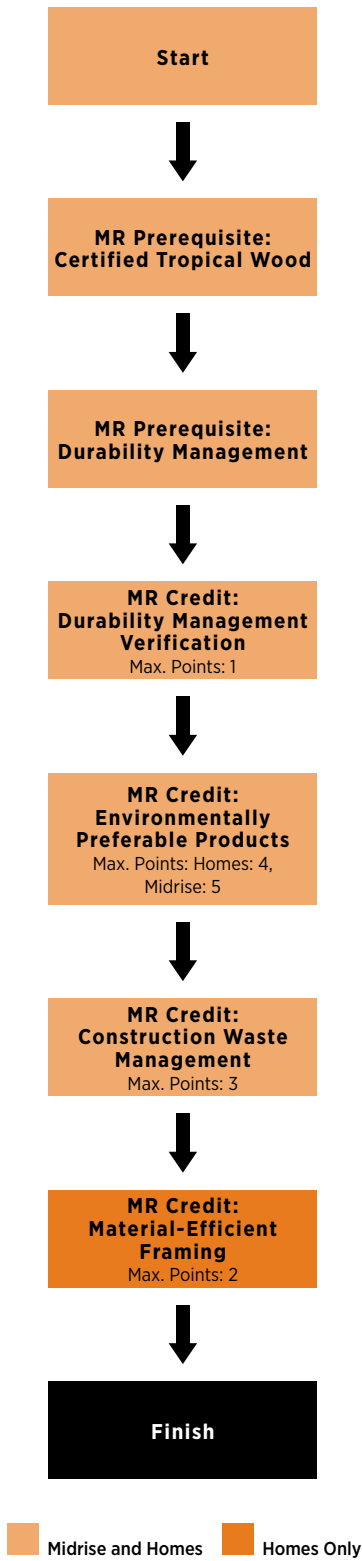 Start
MR Prerequisite:
Certified Tropical Wood
MR Prerequisite:
Durability Management
MR Credit:
Durability Management
Verification
Max. Points: 1
MR Credit:
Environmentally
Preferable Products
Max. Points: Homes: 4,
Midrise: 5
MR Credit:
Construction Waste
Management
Max. Points: 3
MR Credit:
Material-Efficient
Framing
Max. Points: 2
Finish
Midrise and Homes
Homes Only